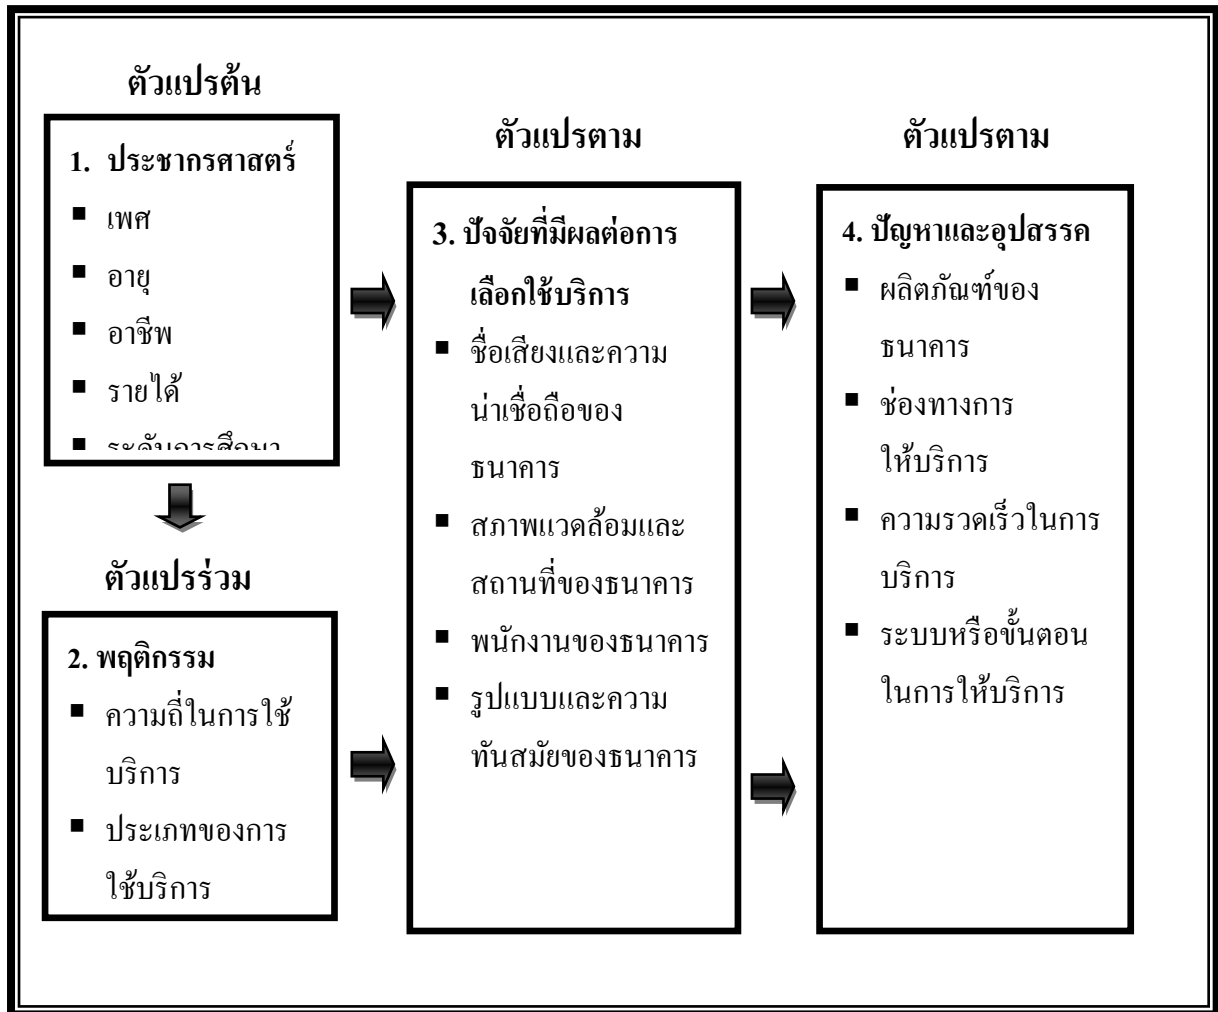 ตัวแปรต้น
1. ประชากรศาสตร์
▪ เพศ
▪ อายุ
▪ อาชีพ
▪ รายได้
▪ ระดับการศึกษา
ตัวแปรร่วม
2. พฤติกรรม
▪ ความถี่ในการใช้
บริการ
▪ ประเภทของการ
ใช้บริการ
ตัวแปรตาม
3. ปัจจัยที่มีผลต่อการ
เลือกใช้บริการ
▪ ชื่อเสียงและความ
น่าเชื่อถือของ
ธนาคาร
▪ สภาพแวดล้อมและ
สถานที่ของธนาคาร
▪ พนักงานของธนาคาร
▪ รูปแบบและความ
ทันสมัยของธนาคาร
ตัวแปรตาม
4. ปัญหาและอุปสรรค
▪ ผลิตภัณฑ์ของ
ธนาคาร
▪ ช่องทางการ
ให้บริการ
▪ ความรวดเร็วในการ
บริการ
▪ ระบบหรือขั้นตอน
ในการให้บริการ